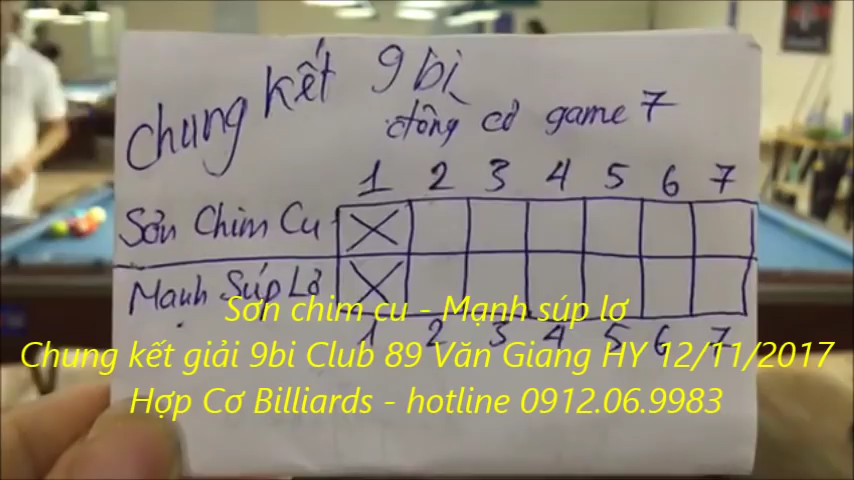 Chung kết 9 bi
đồng cơ game 7
1 2 3 4 5 6 7
Sơn Chim Cu X
Mạnh Súp Lơ X
1 2 3 4 5 6 7
Sơn chim cu - Mạnh súp lơ
Chung kết giải 9bi Club 89 Văn Giang HY 12/11/2017
Hợp Cơ Billiards - hotline 0912.06.9983